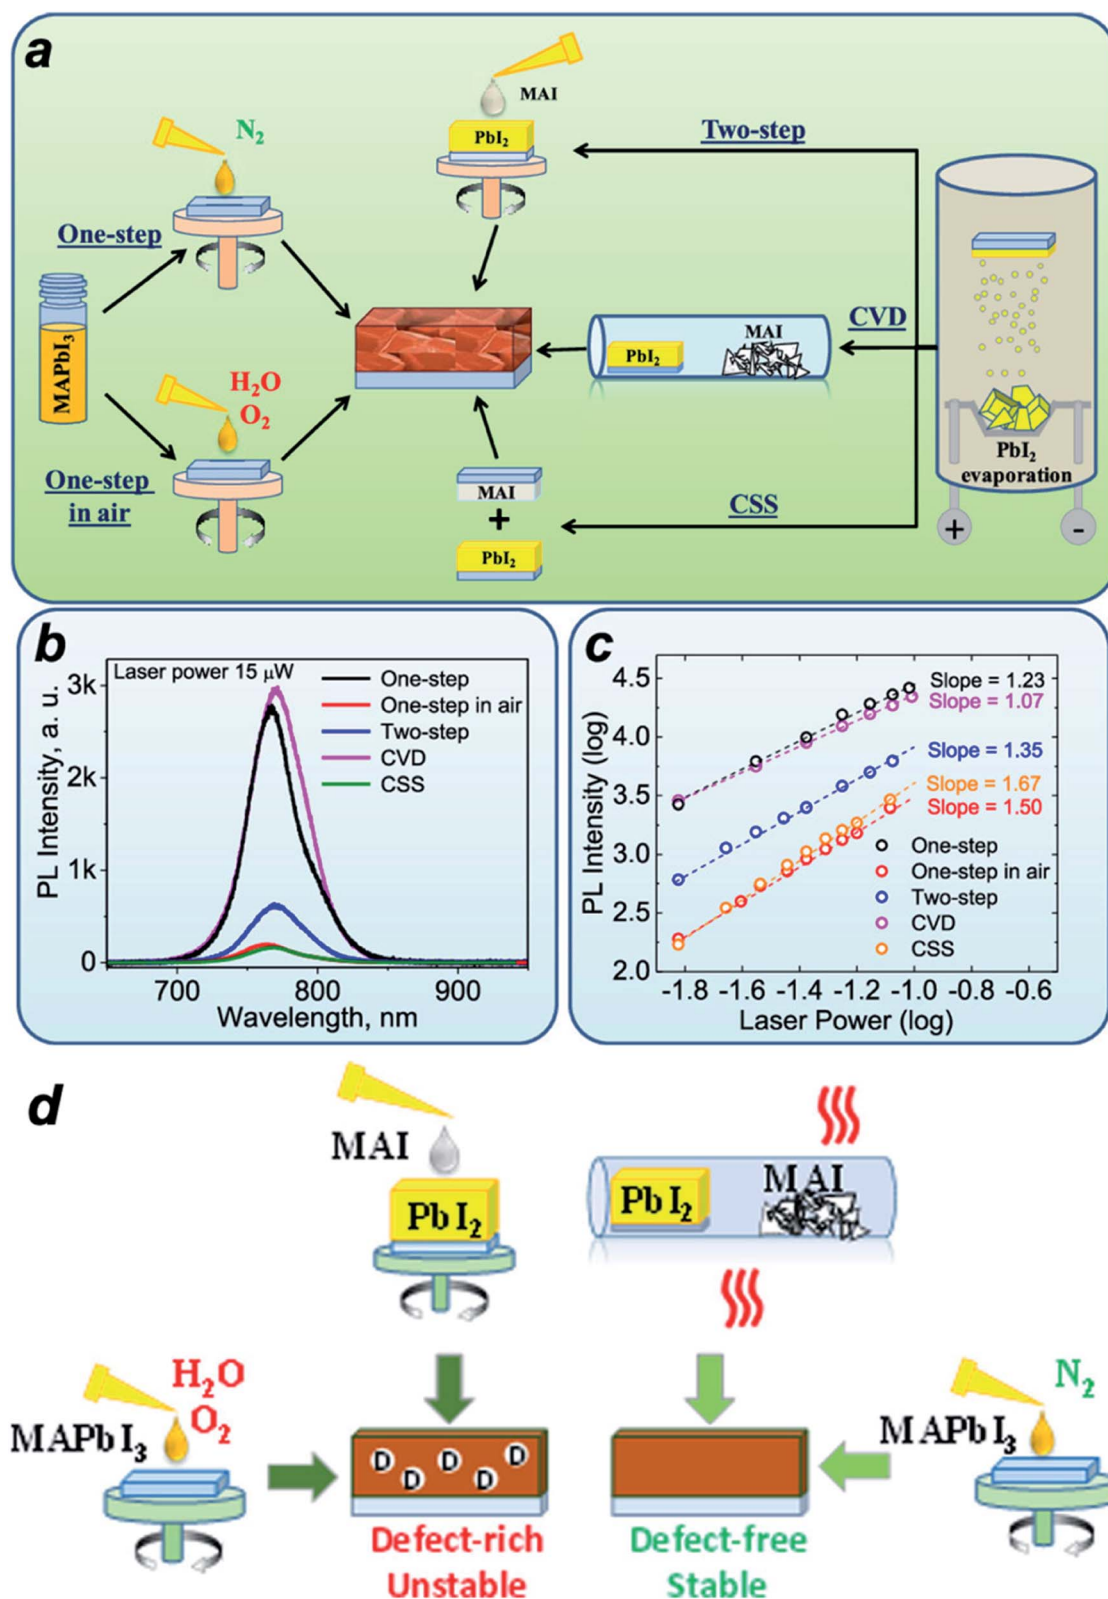 a
MAI
PbI₂
Two-step
N₂
One-step
MAPbI₃
H₂O
O₂
One-step
in air
MAI
PbI₂
CVD
MAI
+
PbI₂
CSS
PbI₂
evaporation
+
-
b
Laser power 15 μW
One-step
One-step in air
Two-step
CVD
CSS
3k
2k
1k
0
PL Intensity, a. u.
700 800 900
Wavelength, nm
c
4.5
4.0
3.5
3.0
2.5
2.0
PL Intensity (log)
Slope = 1.23
Slope = 1.07
Slope = 1.35
Slope = 1.67
Slope = 1.50
One-step
One-step in air
Two-step
CVD
CSS
-1.8 -1.6 -1.4 -1.2 -1.0 -0.8 -0.6
Laser Power (log)
d
MAI
PbI₂
PbI₂
MAI
H₂O
O₂
MAPbI₃
N₂
MAPbI₃
D D D D D
Defect-rich
Unstable
Defect-free
Stable